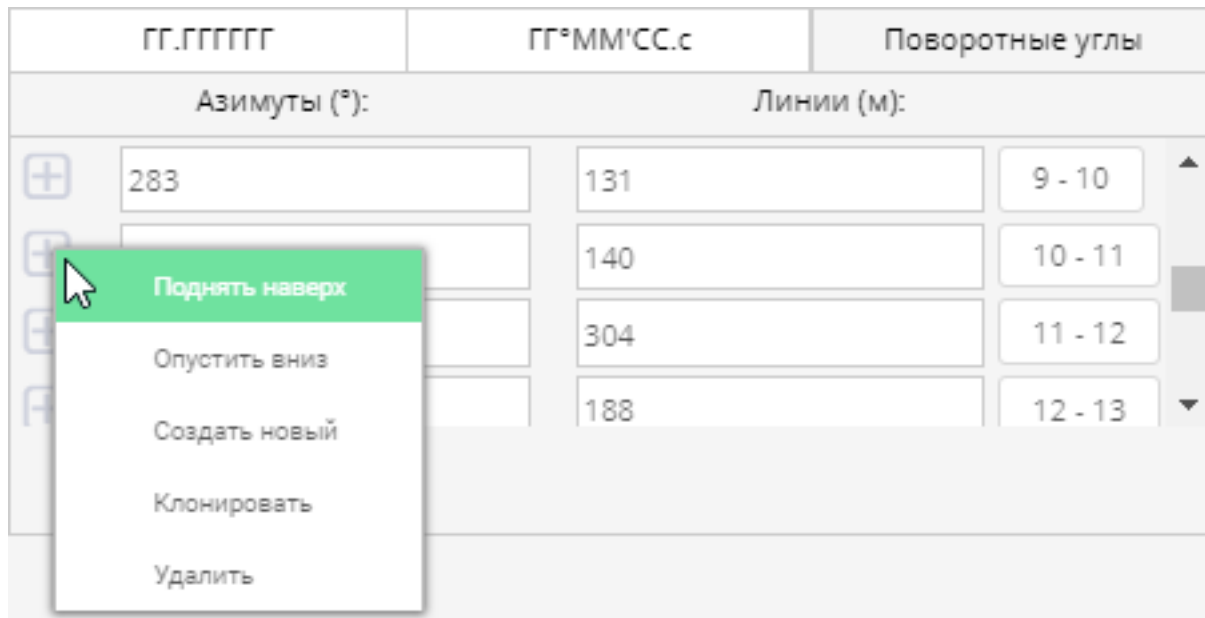 ГГ.ГГГГГГ ГГ°ММ'СС.с Поворотные углы
Азимуты (°): Линии (м):
283 131 9 - 10
140 10 - 11
Поднять наверх
304 11 - 12
Опустить вниз
188 12 - 13
Создать новый
Клонировать
Удалить